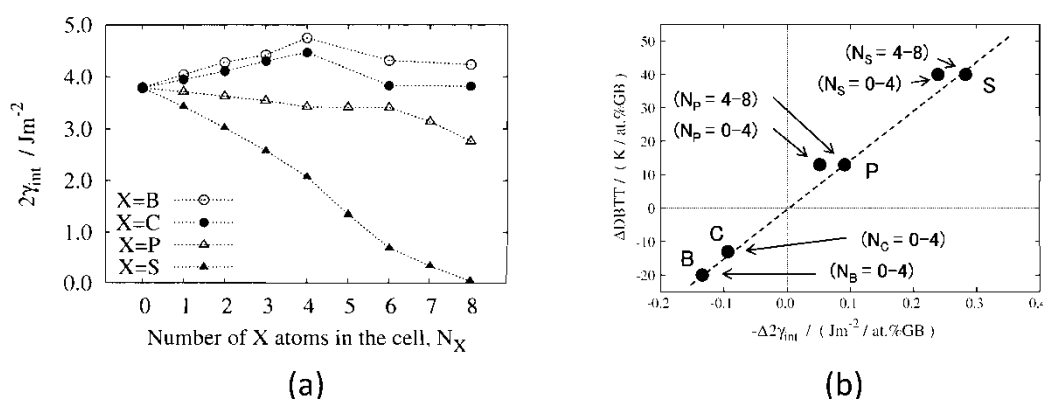 5.0
4.0
3.0
2.0
1.0
0.0
2γint / Jm-2
X=B
X=C
X=P
X=S
0 1 2 3 4 5 6 7 8
Number of X atoms in the cell, NX
(a)
50
40
30
20
10
0
-10
-20
ΔDBTT / ( K / at.%GB)
(NS = 4-8)
(NS = 0-4)
S
(NP = 4-8)
(NP = 0-4)
P
C
(NC = 0-4)
B
(NB = 0-4)
-0.2 -0.1 0.0 0.1 0.2 0.3 0.4
-Δ2γint / ( Jm-2 / at.%GB)
(b)